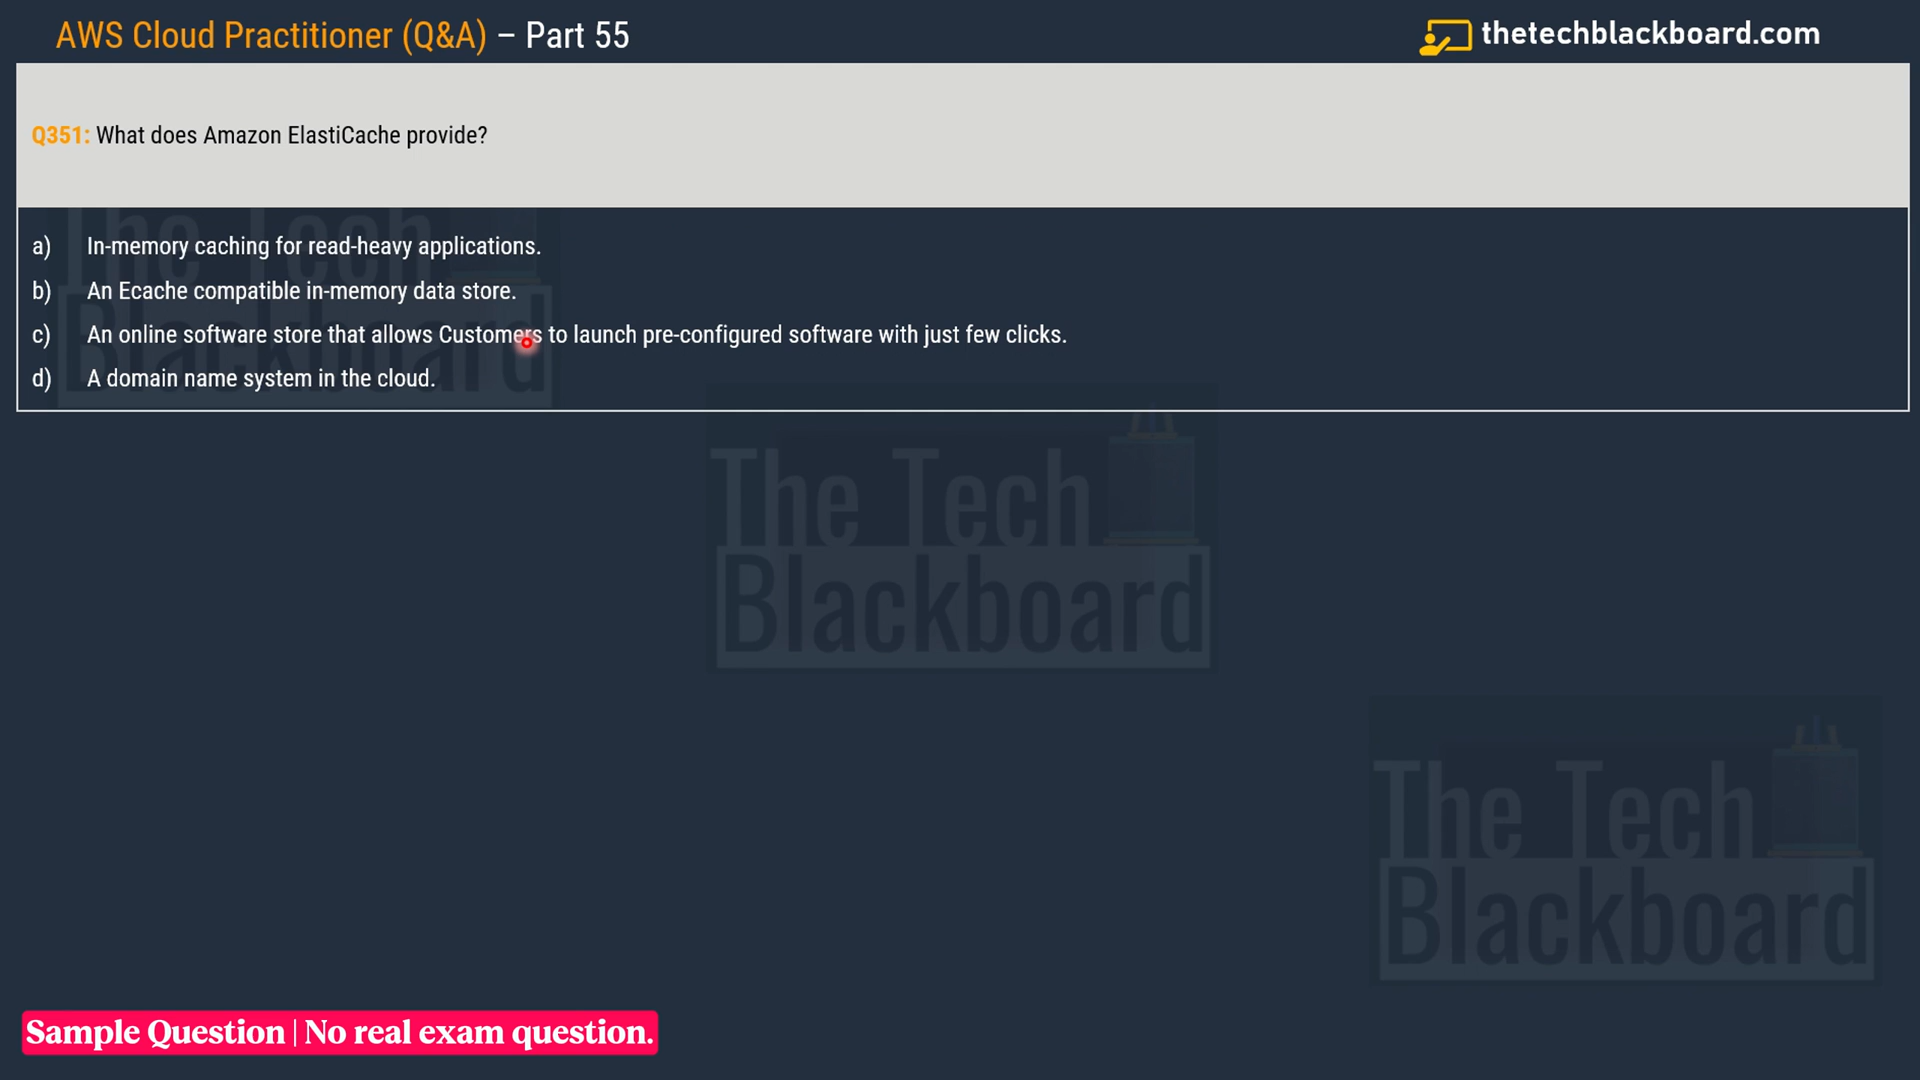 AWS Cloud Practitioner (Q&A) – Part 55
thetechblackboard.com
Q351: What does Amazon ElastiCache provide?
a) In-memory caching for read-heavy applications.
b) An Ecache compatible in-memory data store.
c) An online software store that allows Customers to launch pre-configured software with just few clicks.
d) A domain name system in the cloud.
The Tech
Blackboard
The Tech
Blackboard
The Tech
Blackboard
Sample Question | No real exam question.